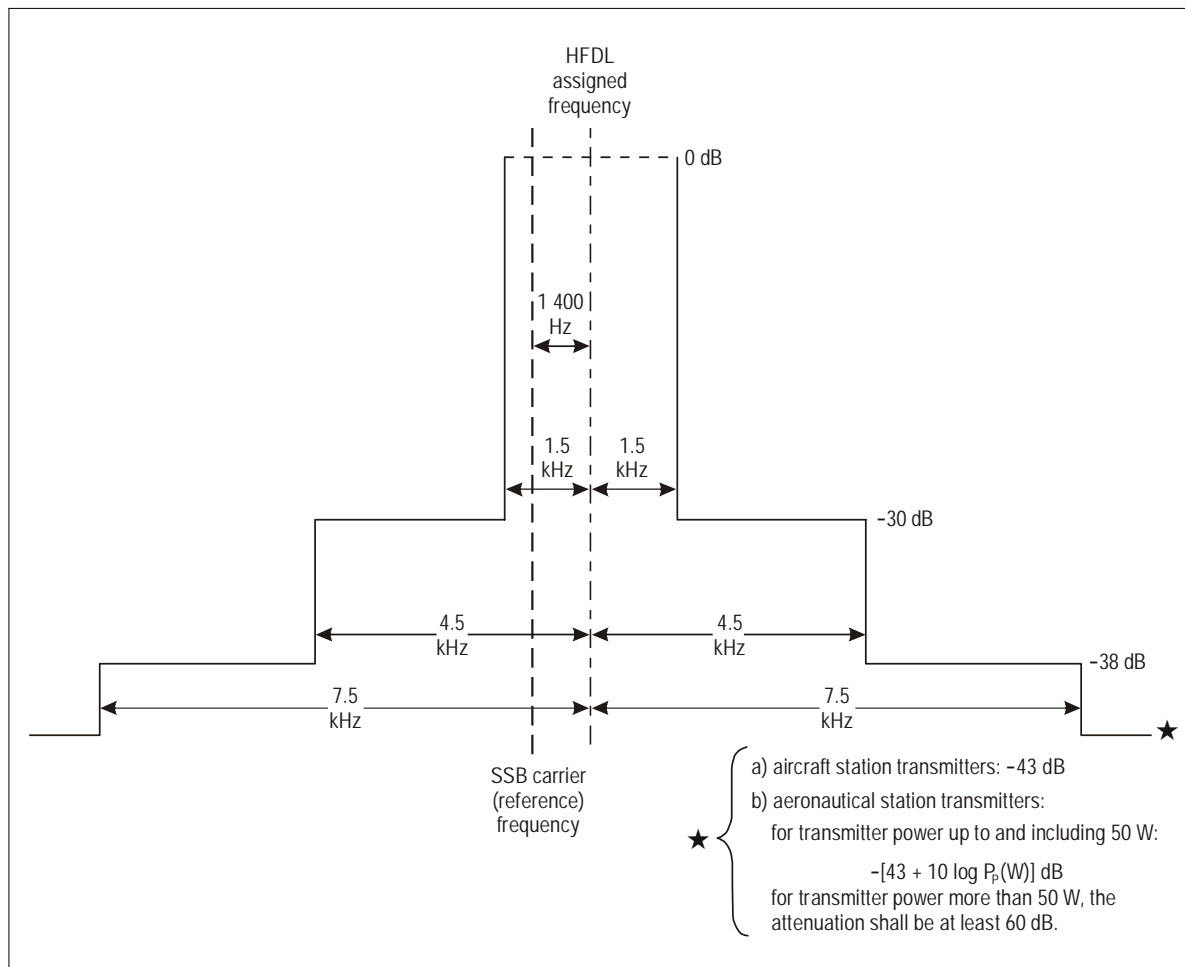 HFDL
assigned
frequency
0 dB
1 400
Hz
1.5
kHz
1.5
kHz
-30 dB
4.5
kHz
4.5
kHz
-38 dB
7.5
kHz
7.5
kHz
★
SSB carrier
(reference)
frequency
★
a) aircraft station transmitters: -43 dB
b) aeronautical station transmitters:
for transmitter power up to and including 50 W:
-[43 + 10 log Pₚ(W)] dB
for transmitter power more than 50 W, the
attenuation shall be at least 60 dB.